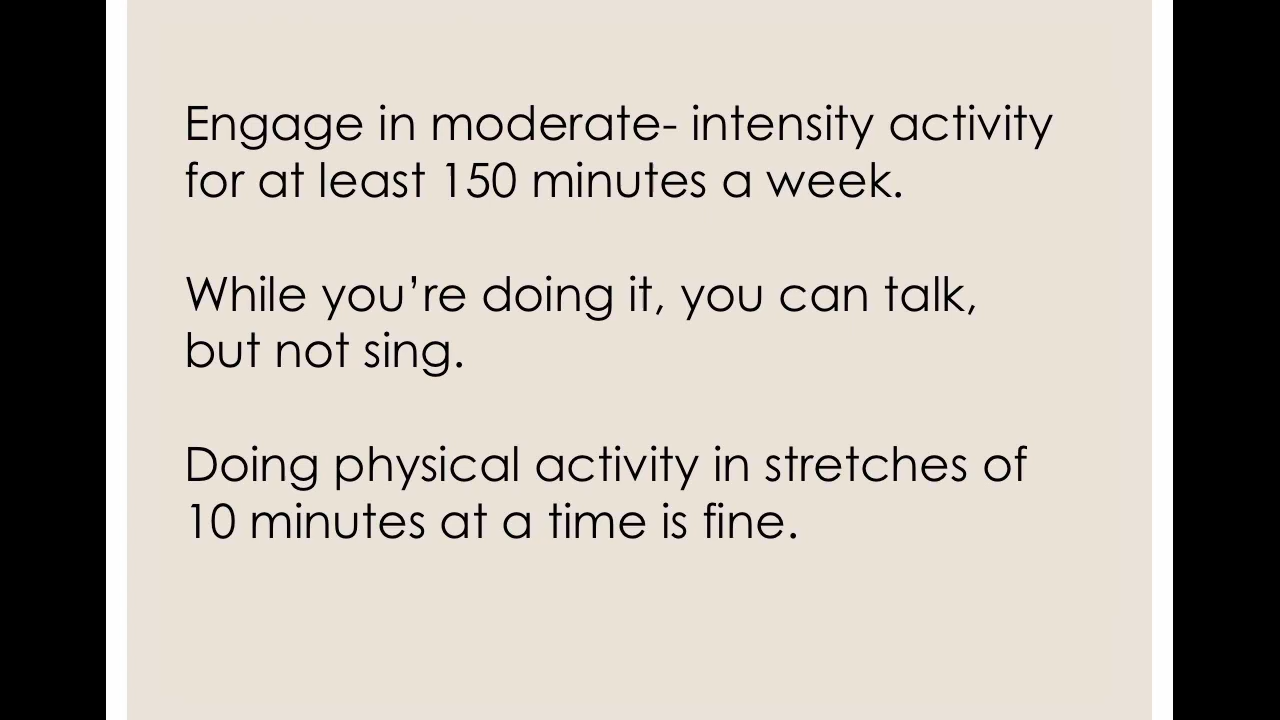 Engage in moderate- intensity activity
for at least 150 minutes a week.
While you’re doing it, you can talk,
but not sing.
Doing physical activity in stretches of
10 minutes at a time is fine.